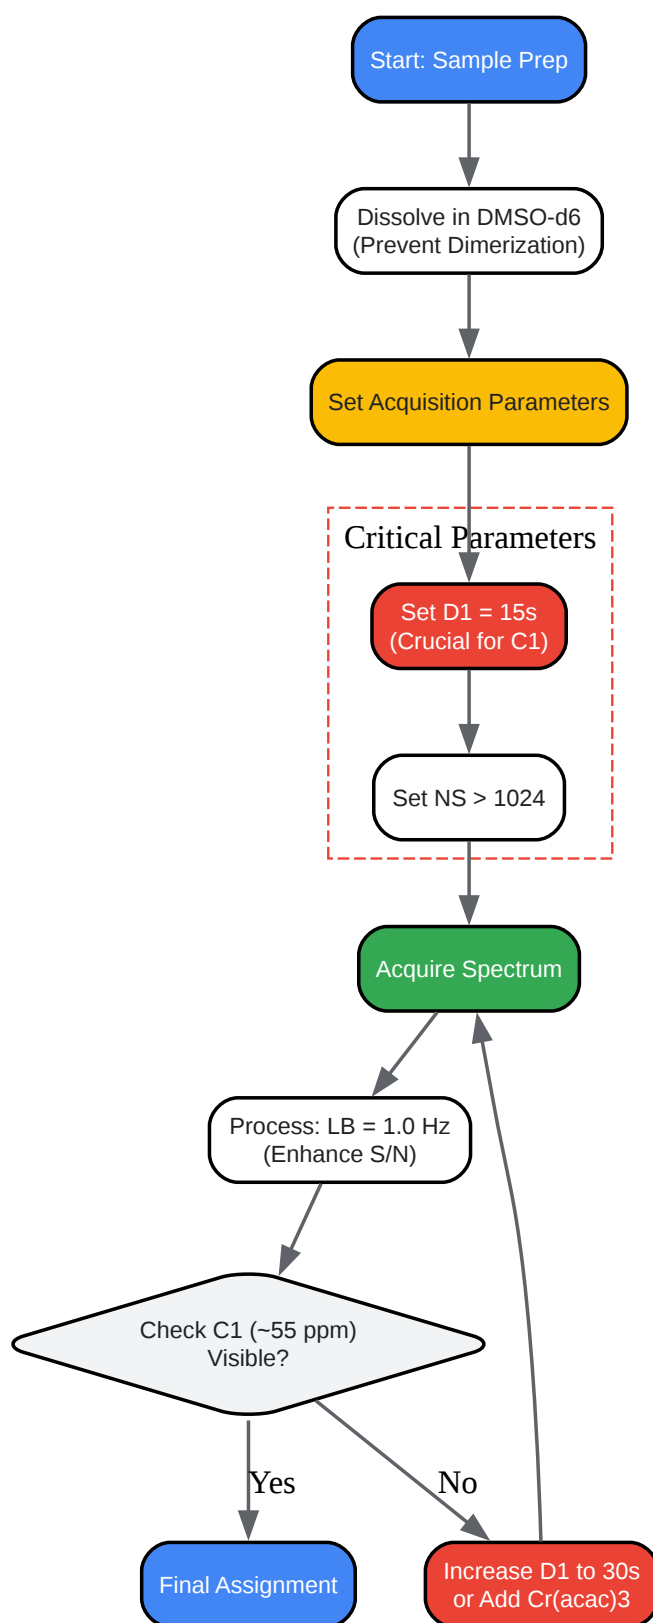 Start: Sample Prep
Dissolve in DMSO-d6
(Prevent Dimerization)
Set Acquisition Parameters
Critical Parameters
Set D1 = 15s
(Crucial for C1)
Set NS > 1024
Acquire Spectrum
Process: LB = 1.0 Hz
(Enhance S/N)
Check C1 (~55 ppm)
Visible?
Yes
No
Final Assignment
Increase D1 to 30s
or Add Cr(acac)3